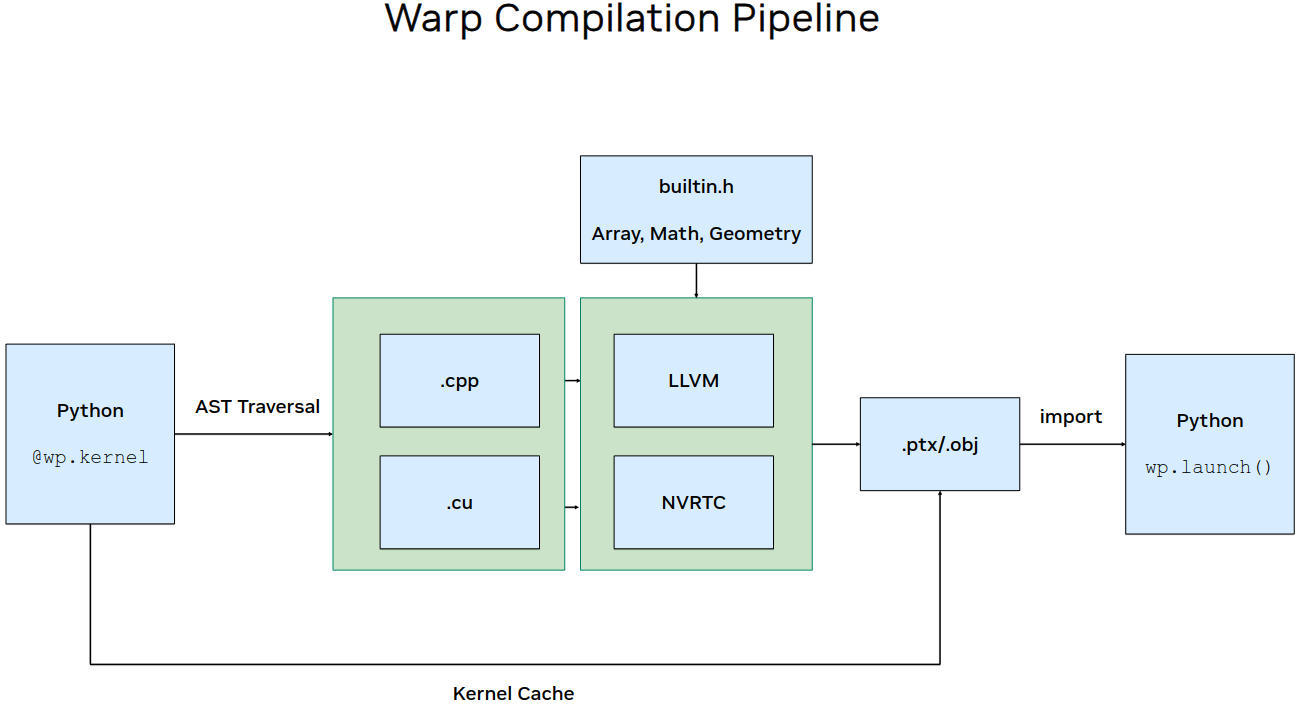 Warp Compilation Pipeline
builtin.h
Array, Math, Geometry
Python
@wp.kernel
AST Traversal
.cpp
.cu
LLVM
NVRTC
.ptx/.obj
import
Python
wp.launch()
Kernel Cache